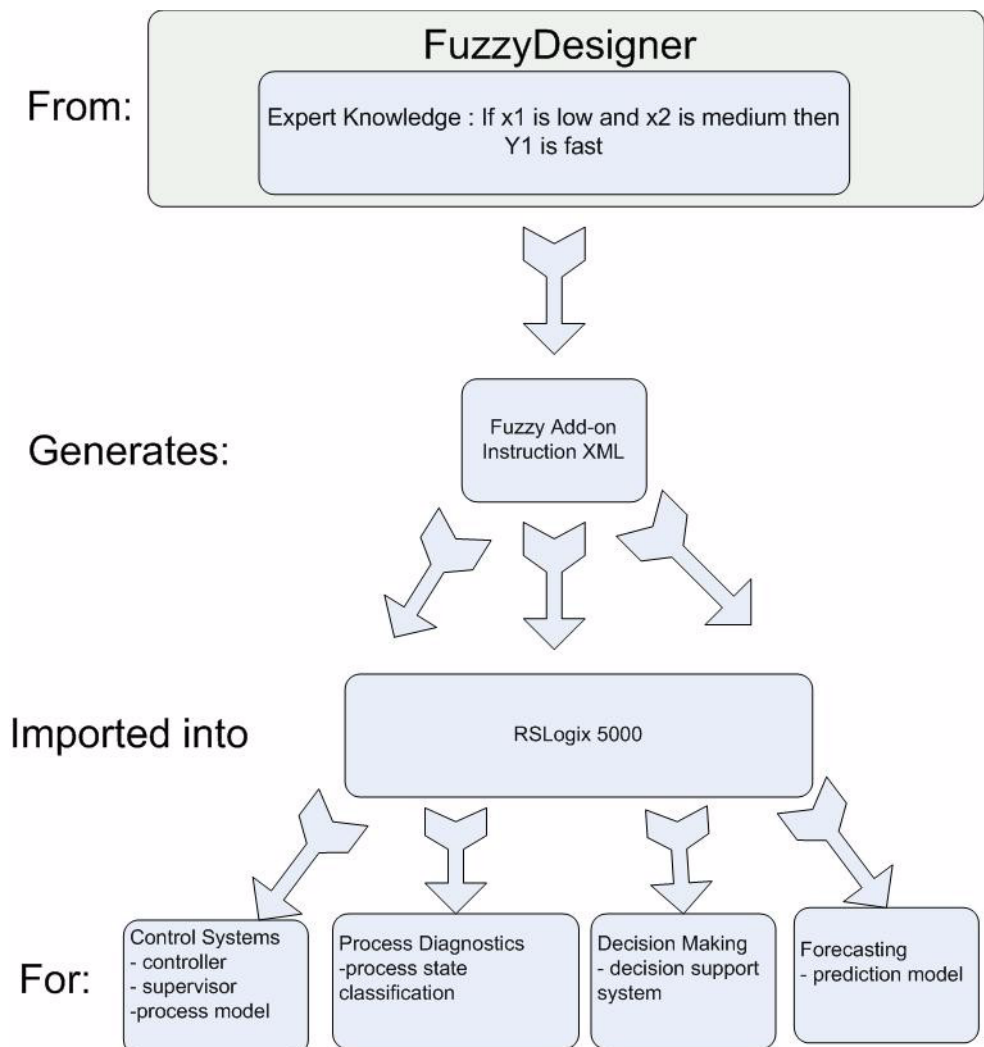 FuzzyDesigner
From:
Expert Knowledge : If x1 is low and x2 is medium then
Y1 is fast
Generates:
Fuzzy Add-on
Instruction XML
Imported into
RSLogix 5000
For:
Control Systems
- controller
- supervisor
-process model
Process Diagnostics
-process state
classification
Decision Making
- decision support
system
Forecasting
- prediction model